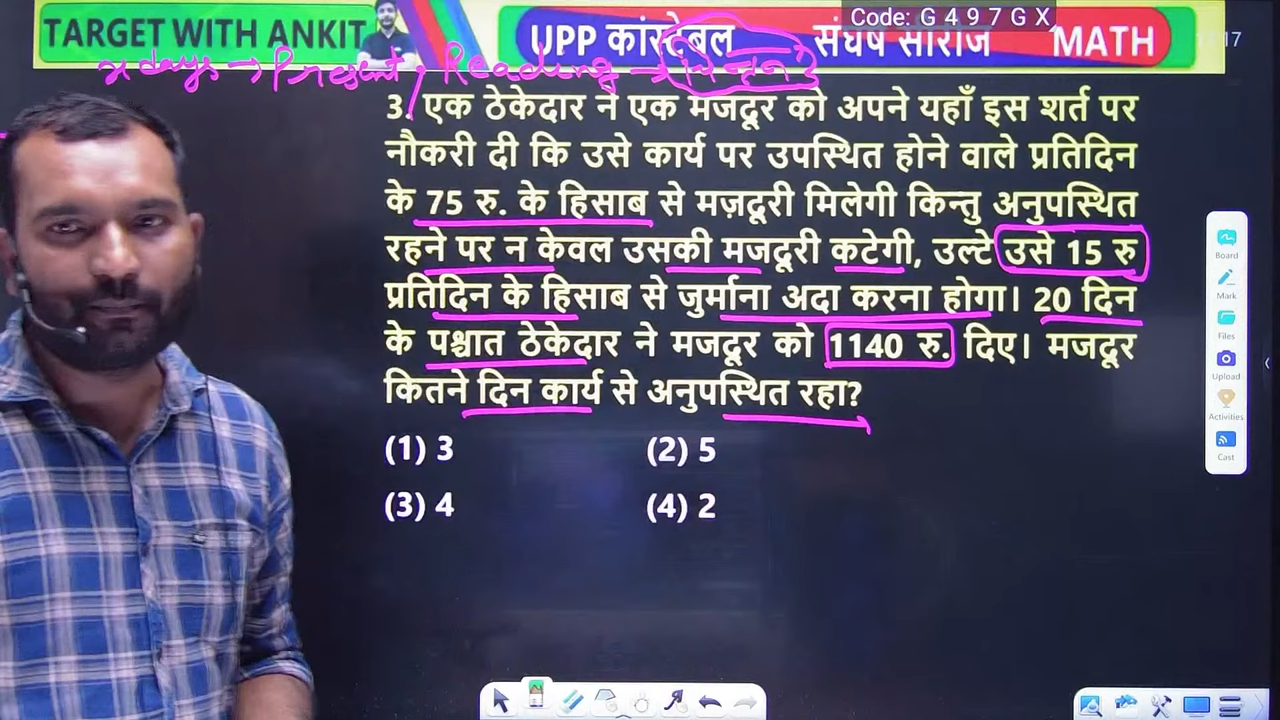 TARGET WITH ANKIT
UPP कांस्टेबल संघर्ष सीरीज MATH
Code: G 4 9 7 G X
x days → Present, Reading → चिन्तन ?
3. एक ठेकेदार ने एक मजदूर को अपने यहाँ इस शर्त पर
नौकरी दी कि उसे कार्य पर उपस्थित होने वाले प्रतिदिन
के 75 रु. के हिसाब से मज़दूरी मिलेगी किन्तु अनुपस्थित
रहने पर न केवल उसकी मजदूरी कटेगी, उल्टे उसे 15 रु
प्रतिदिन के हिसाब से जुर्माना अदा करना होगा। 20 दिन
के पश्चात ठेकेदार ने मजदूर को 1140 रु. दिए। मजदूर
कितने दिन कार्य से अनुपस्थित रहा?
(1) 3 (2) 5
(3) 4 (4) 2
Board
Mark
Files
Upload
Activities
Cast